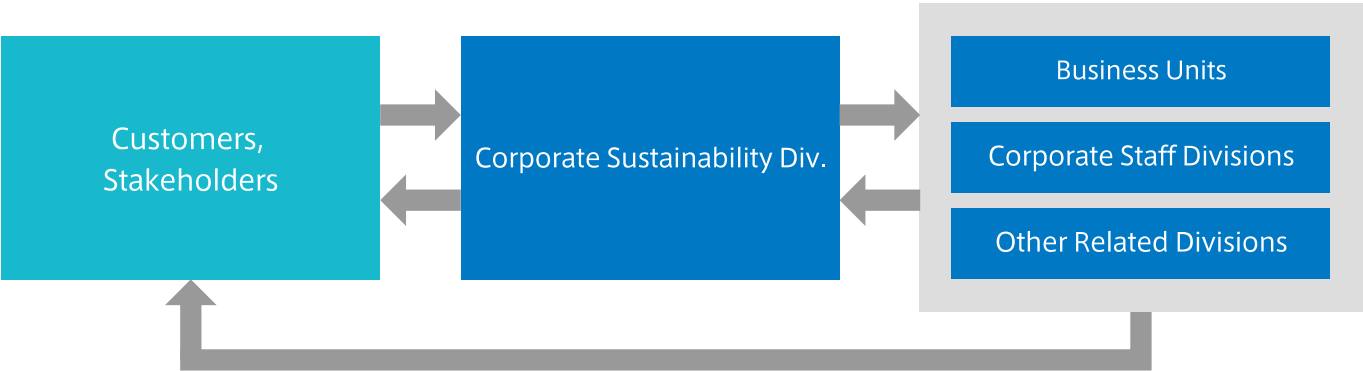 Customers,
Stakeholders
Corporate Sustainability Div.
Business Units
Corporate Staff Divisions
Other Related Divisions